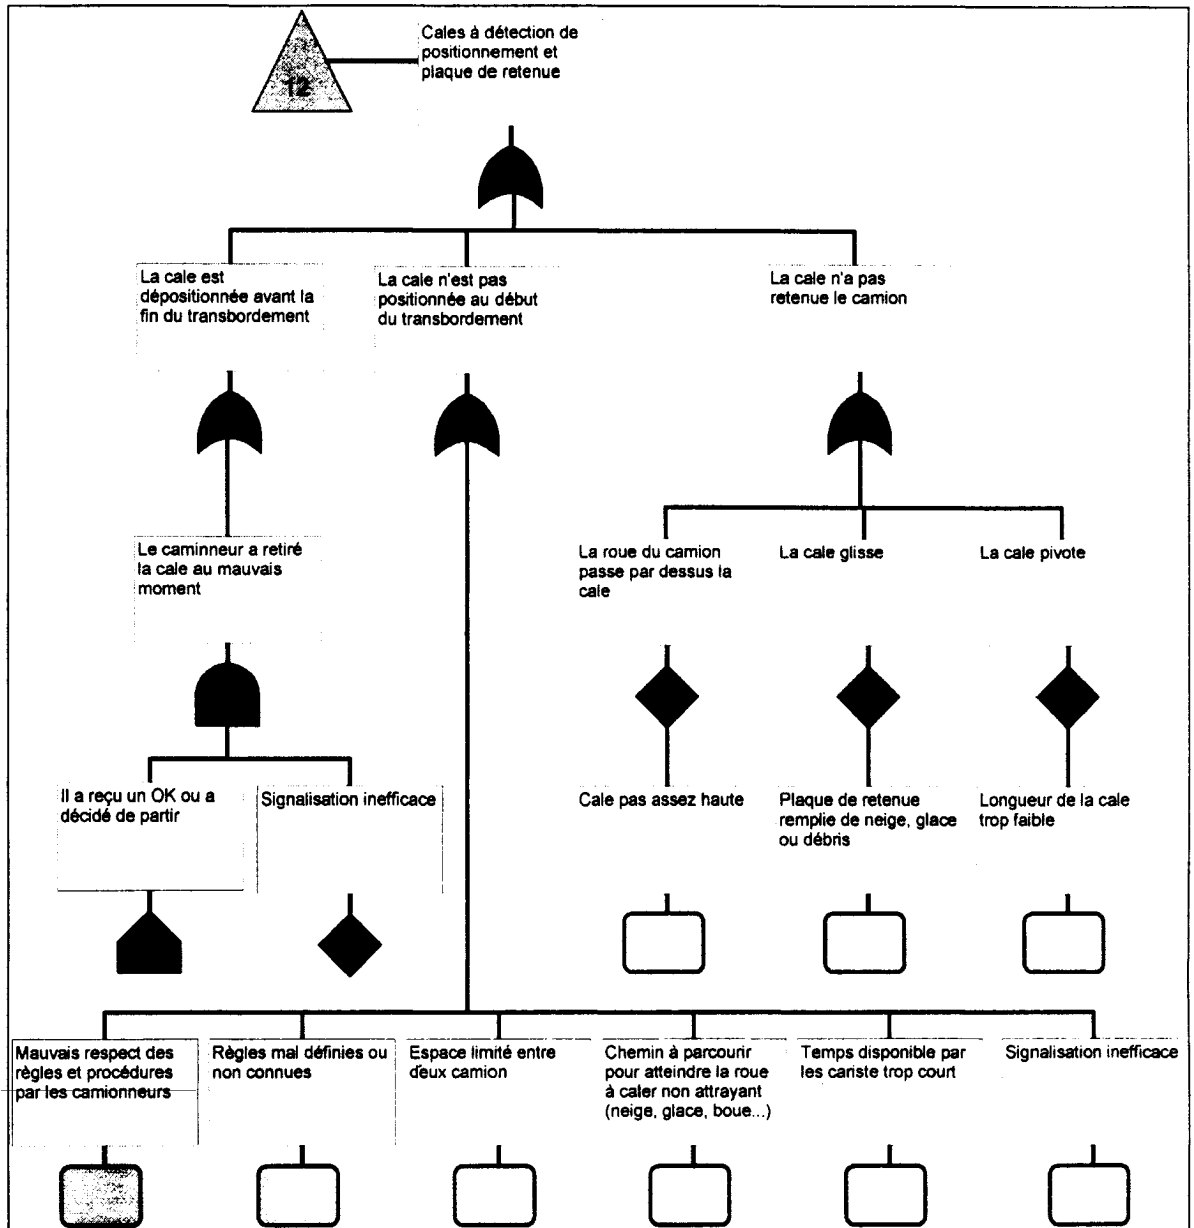 Cales à détection de
positionnement et
plaque de retenue
12
La cale est
dépositionnée avant la
fin du transbordement
La cale n'est pas
positionnée au début
du transbordement
La cale n'a pas
retenue le camion
Le caminneur a retiré
la cale au mauvais
moment
La roue du camion
passe par dessus la
cale
La cale glisse
La cale pivote
Il a reçu un OK ou a
décidé de partir
Signalisation inefficace
Cale pas assez haute
Plaque de retenue
remplie de neige, glace
ou débris
Longueur de la cale
trop faible
Mauvais respect des
règles et procédures
par les camionneurs
Règles mal définies ou
non connues
Espace limité entre
deux camion
Chemin à parcourir
pour atteindre la roue
à caler non attrayant
(neige, glace, boue...)
Temps disponible par
les cariste trop court
Signalisation inefficace